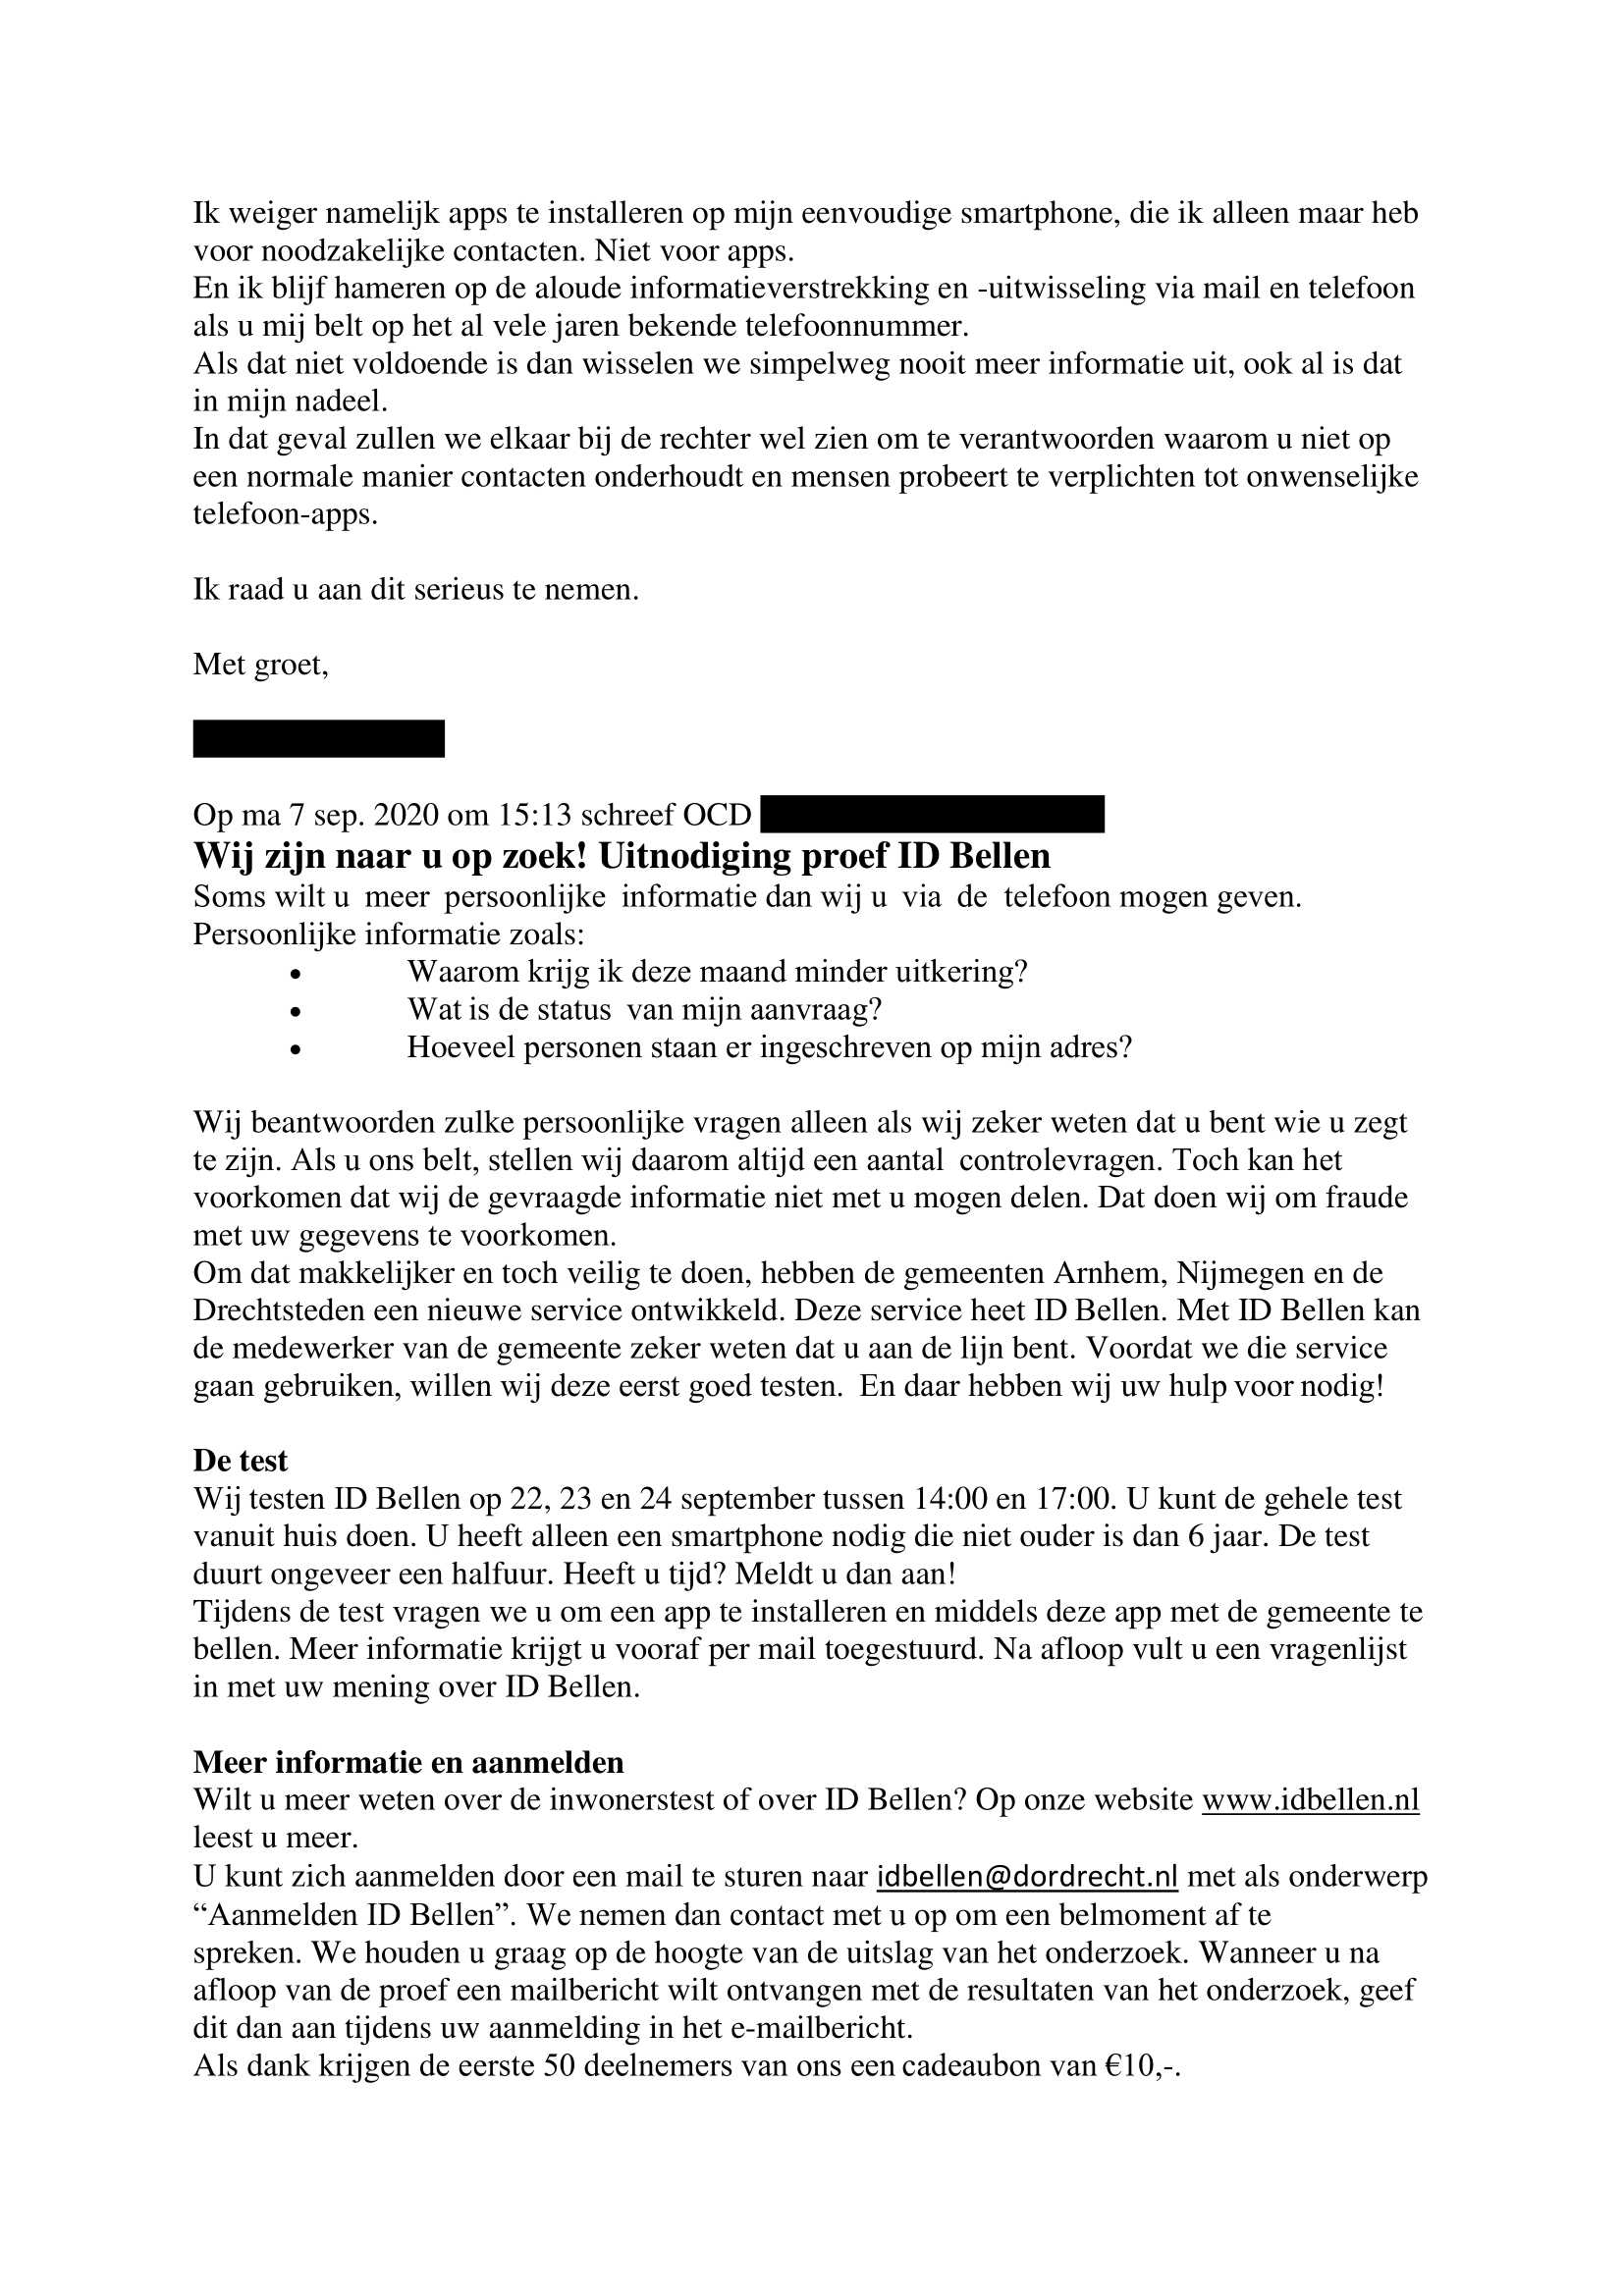 Ik weiger namelijk apps te installeren op mijn eenvoudige smartphone, die ik alleen maar heb
voor noodzakelijke contacten. Niet voor apps.
En ik blijf hameren op de aloude informatieverstrekking en -uitwisseling via mail en telefoon
als u mij belt op het al vele jaren bekende telefoonnummer.
Als dat niet voldoende is dan wisselen we simpelweg nooit meer informatie uit, ook al is dat
in mijn nadeel.
In dat geval zullen we elkaar bij de rechter wel zien om te verantwoorden waarom u niet op
een normale manier contacten onderhoudt en mensen probeert te verplichten tot onwenselijke
telefoon-apps.
Ik raad u aan dit serieus te nemen.
Met groet,
Op ma 7 sep. 2020 om 15:13 schreef OCD
Wij zijn naar u op zoek! Uitnodiging proef ID Bellen
Soms wilt u meer persoonlijke informatie dan wij u via de telefoon mogen geven.
Persoonlijke informatie zoals:
• Waarom krijg ik deze maand minder uitkering?
• Wat is de status van mijn aanvraag?
• Hoeveel personen staan er ingeschreven op mijn adres?
Wij beantwoorden zulke persoonlijke vragen alleen als wij zeker weten dat u bent wie u zegt
te zijn. Als u ons belt, stellen wij daarom altijd een aantal controlevragen. Toch kan het
voorkomen dat wij de gevraagde informatie niet met u mogen delen. Dat doen wij om fraude
met uw gegevens te voorkomen.
Om dat makkelijker en toch veilig te doen, hebben de gemeenten Arnhem, Nijmegen en de
Drechtsteden een nieuwe service ontwikkeld. Deze service heet ID Bellen. Met ID Bellen kan
de medewerker van de gemeente zeker weten dat u aan de lijn bent. Voordat we die service
gaan gebruiken, willen wij deze eerst goed testen. En daar hebben wij uw hulp voor nodig!
De test
Wij testen ID Bellen op 22, 23 en 24 september tussen 14:00 en 17:00. U kunt de gehele test
vanuit huis doen. U heeft alleen een smartphone nodig die niet ouder is dan 6 jaar. De test
duurt ongeveer een halfuur. Heeft u tijd? Meldt u dan aan!
Tijdens de test vragen we u om een app te installeren en middels deze app met de gemeente te
bellen. Meer informatie krijgt u vooraf per mail toegestuurd. Na afloop vult u een vragenlijst
in met uw mening over ID Bellen.
Meer informatie en aanmelden
Wilt u meer weten over de inwonerstest of over ID Bellen? Op onze website www.idbellen.nl
leest u meer.
U kunt zich aanmelden door een mail te sturen naar idbellen@dordrecht.nl met als onderwerp
“Aanmelden ID Bellen”. We nemen dan contact met u op om een belmoment af te
spreken. We houden u graag op de hoogte van de uitslag van het onderzoek. Wanneer u na
afloop van de proef een mailbericht wilt ontvangen met de resultaten van het onderzoek, geef
dit dan aan tijdens uw aanmelding in het e-mailbericht.
Als dank krijgen de eerste 50 deelnemers van ons een cadeaubon van €10,-.